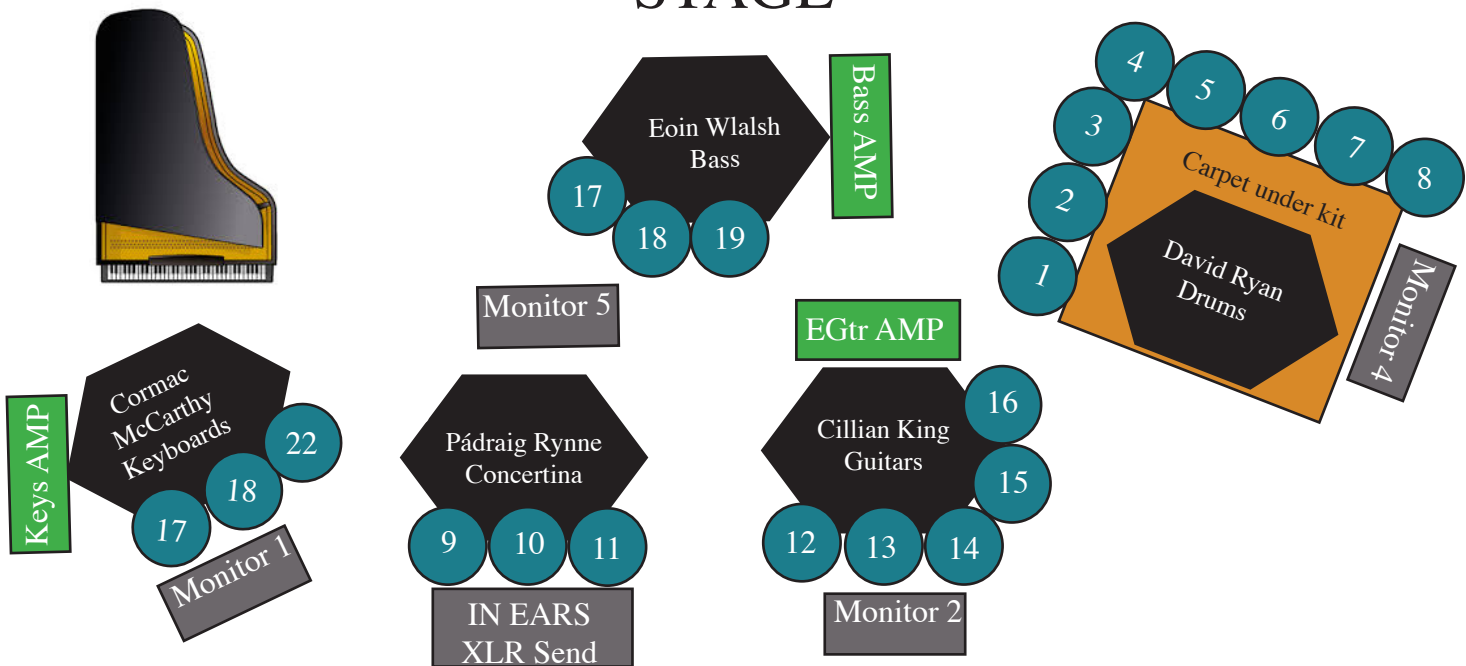 STAGE
Eoin Wlalsh
Bass
Bass AMP
17
18
19
4
5
6
7
8
3
2
1
Carpet under kit
David Ryan
Drums
Monitor 4
Monitor 5
EGtr AMP
Cormac
McCarthy
Keyboards
Keys AMP
22
18
17
Monitor 1
Pádraig Rynne
Concertina
9
10
11
IN EARS
XLR Send
Cillian King
Guitars
16
15
12
13
14
Monitor 2